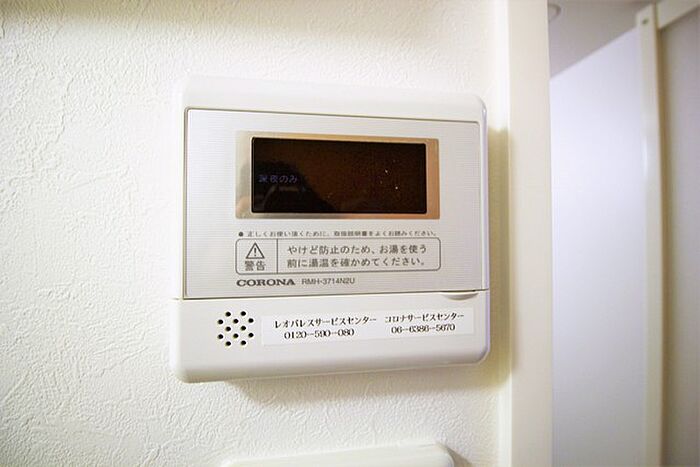 深夜のみ
● 正しくお使い頂くために、取扱説明書をよくお読みください。
警告
やけど防止のため、お湯を使う
前に湯温を確かめてください。
CORONA RMH-3714N2U
レオパレスサービスセンター コロナサービスセンター
0120-590-080 06-6386-5670